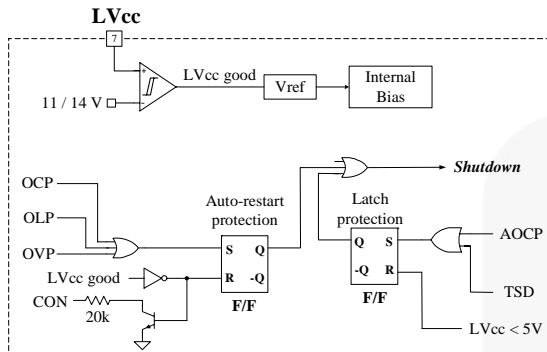 LVcc
7
LVcc good
11 / 14 V
Vref
Internal
Bias
Shutdown
OCP
OLP
OVP
Auto-restart
protection
Latch
protection
S Q
R -Q
F/F
Q S
-Q R
F/F
AOCP
TSD
LVcc < 5V
LVcc good
CON
20k
+
-